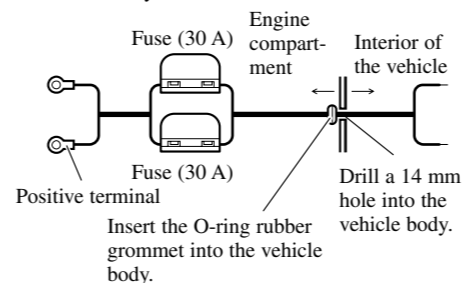 Engine
compart-
ment
Fuse (30 A)
Interior of
the vehicle
Fuse (30 A)
Positive terminal
Drill a 14 mm
hole into the
vehicle body.
Insert the O-ring rubber
grommet into the vehicle
body.